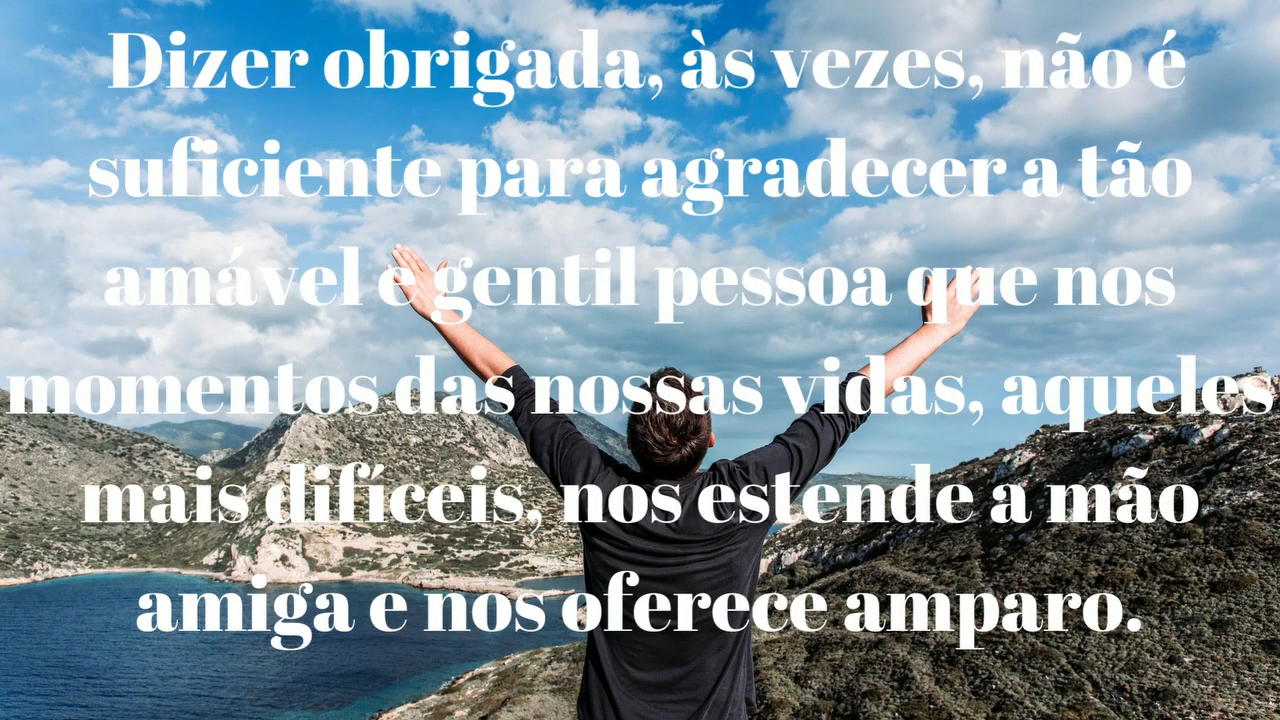 Dizer obrigada, às vezes, não é
suficiente para agradecer a tão
amável e gentil pessoa que nos
momentos das nossas vidas, aqueles
mais difíceis, nos estende a mão
amiga e nos oferece amparo.